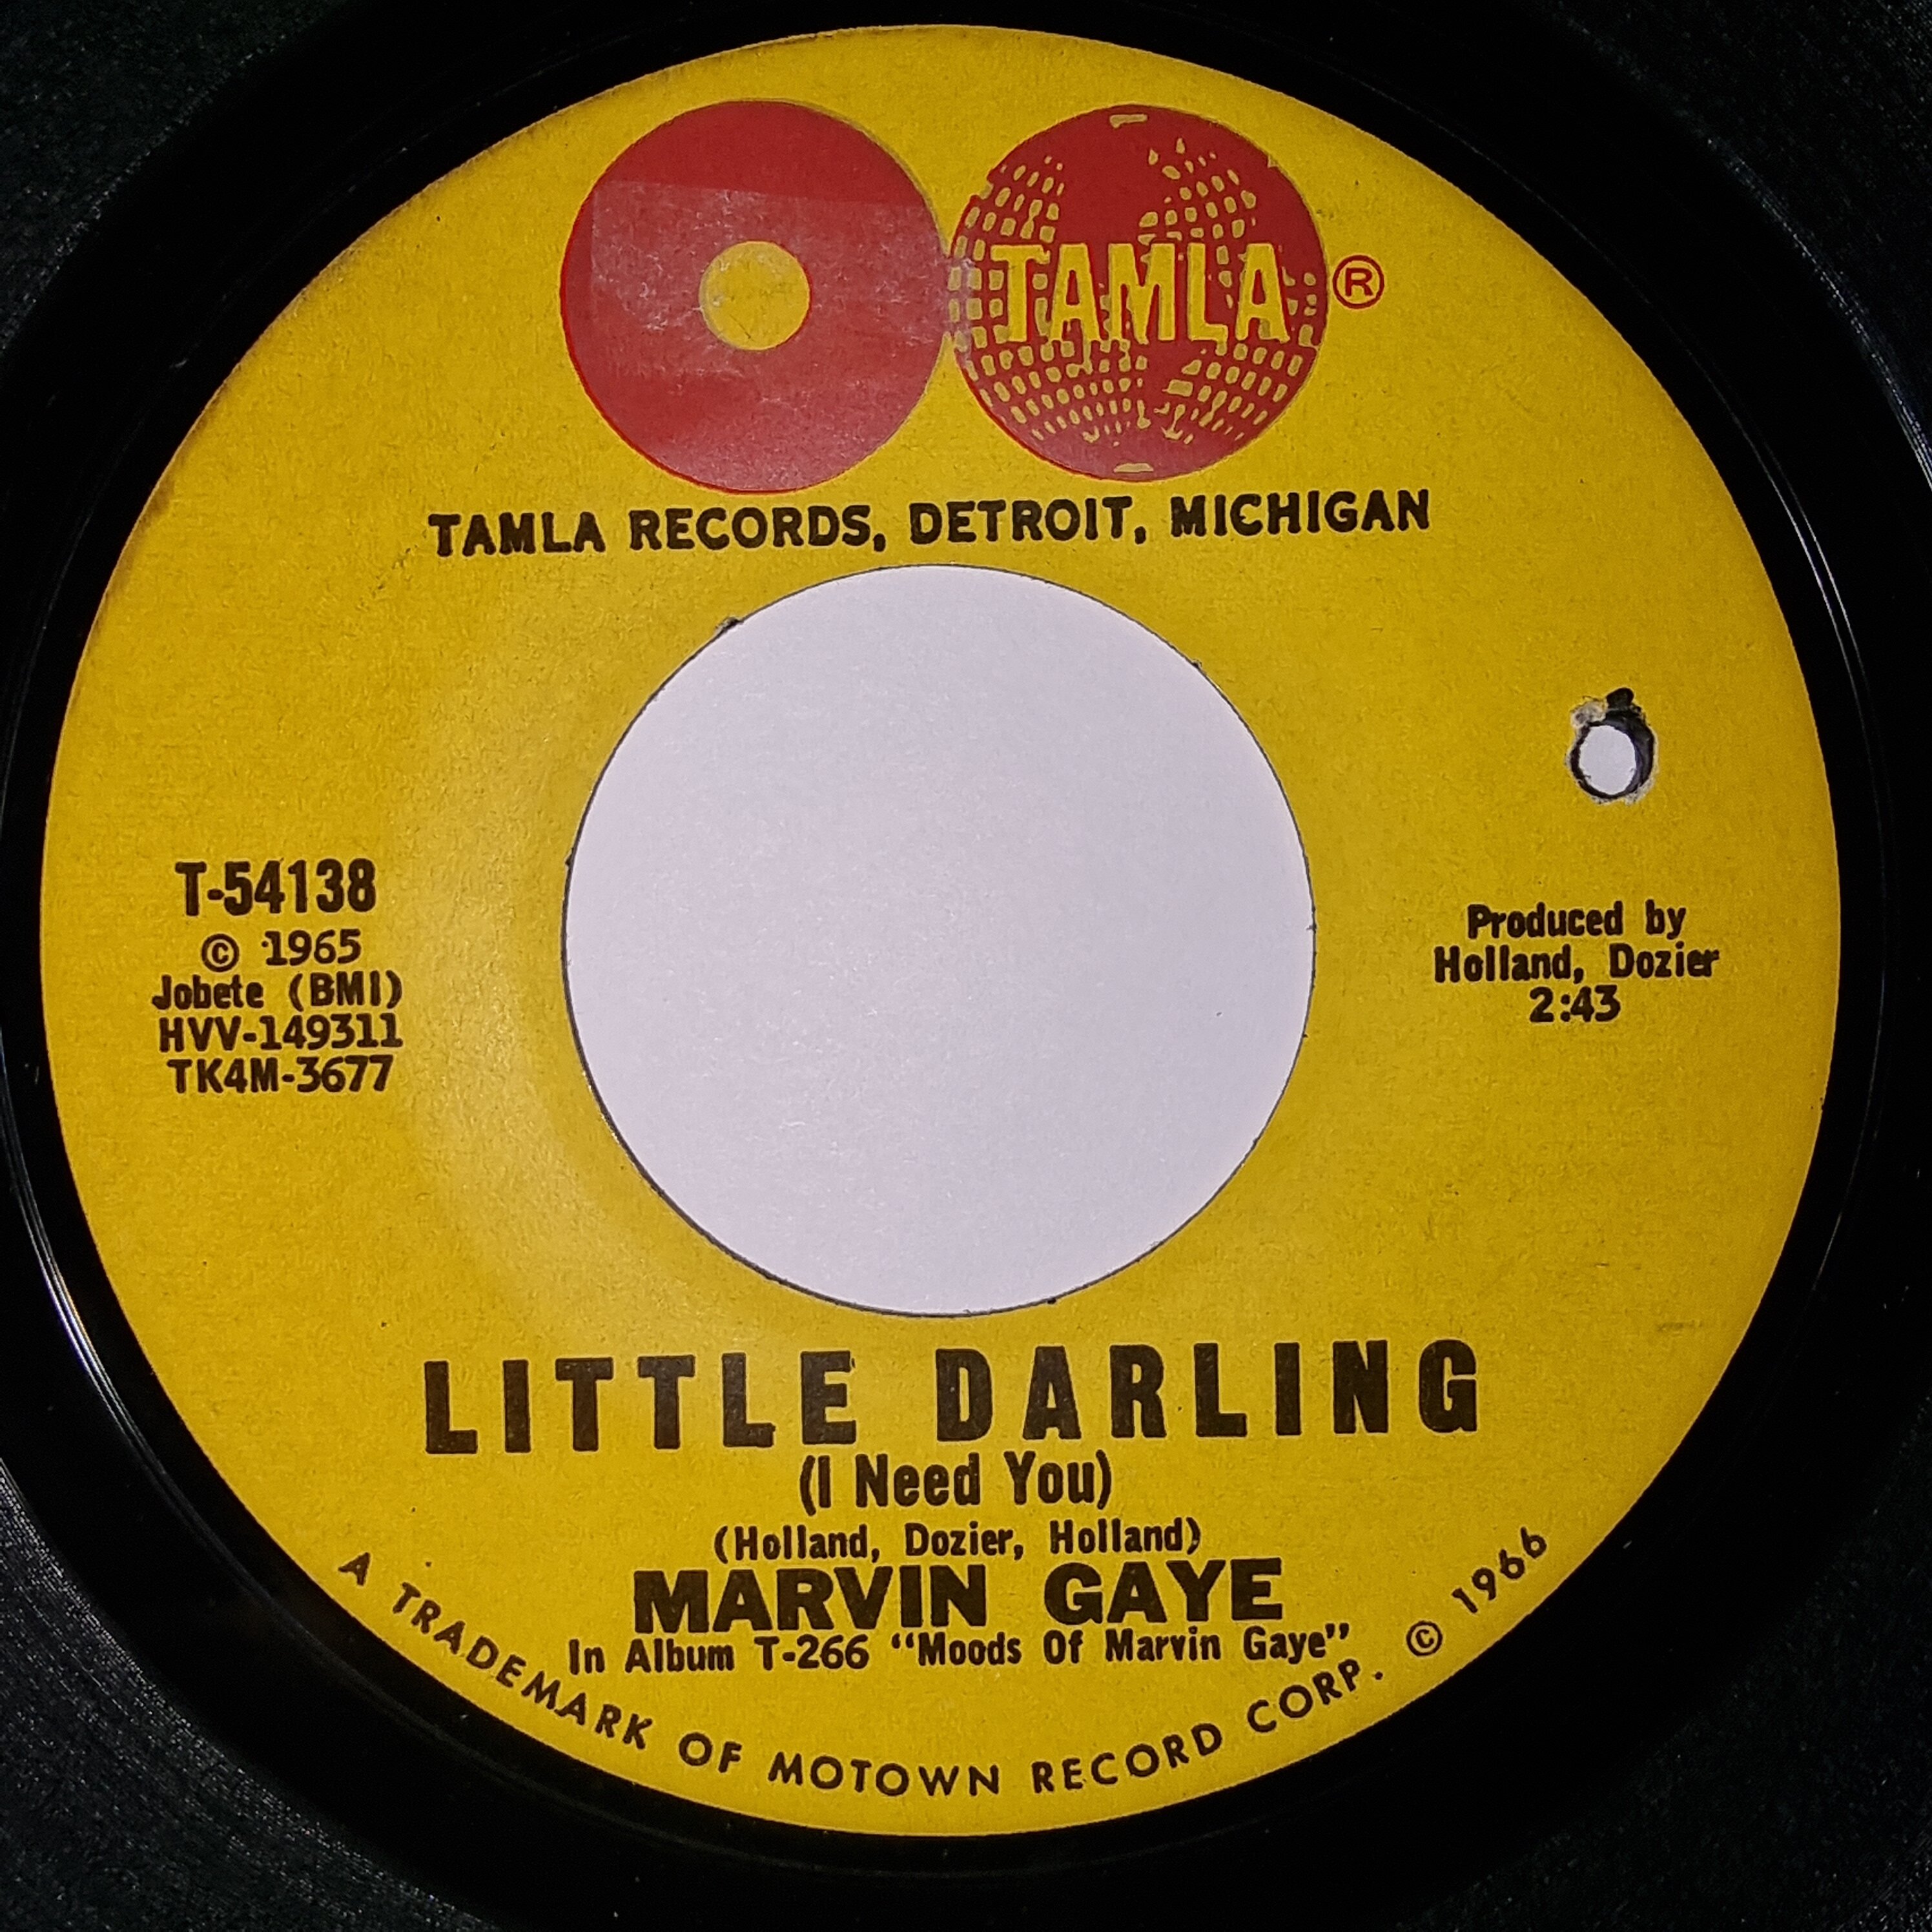 TAMLA ®
TAMLA RECORDS, DETROIT, MICHIGAN
T-54138
© 1965
Jobete (BMI)
HVV-149311
TK4M-3677
Produced by
Holland, Dozier
2:43
LITTLE DARLING
(I Need You)
(Holland, Dozier, Holland)
MARVIN GAYE
In Album T-266 "Moods Of Marvin Gaye"
A TRADEMARK OF MOTOWN RECORD CORP. © 1966